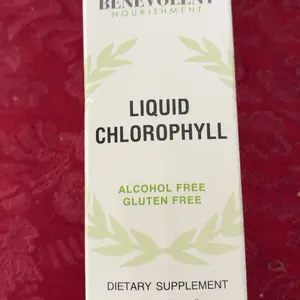 BENEVOLENT
NOURISHMENT
LIQUID
CHLOROPHYLL
ALCOHOL FREE
GLUTEN FREE
DIETARY SUPPLEMENT